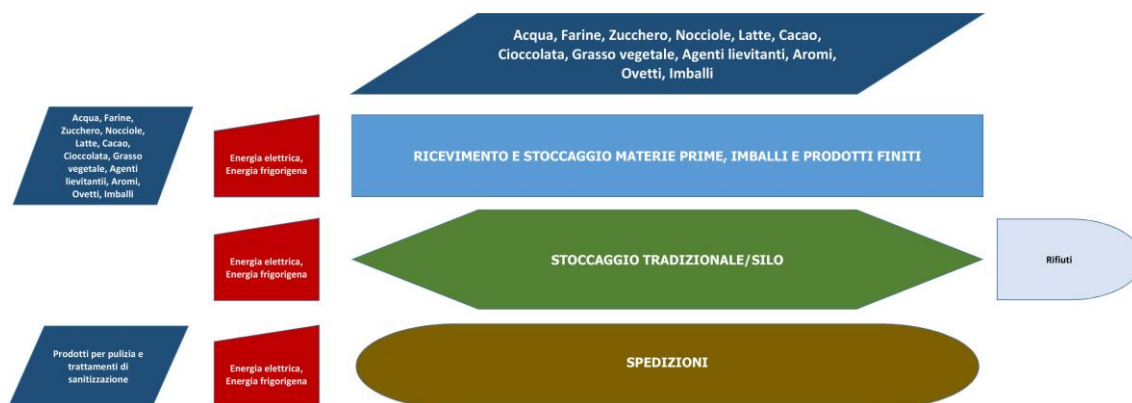 Acqua, Farine, Zucchero, Nocciole, Latte, Cacao,
Cioccolata, Grasso vegetale, Agenti lievitanti, Aromi,
Ovetti, Imballi
Acqua, Farine,
Zucchero, Nocciole,
Latte, Cacao,
Cioccolata, Grasso
vegetale, Agenti
lievitantii, Aromi,
Ovetti, Imballi
Energia elettrica,
Energia frigorigena
RICEVIMENTO E STOCCAGGIO MATERIE PRIME, IMBALLI E PRODOTTI FINITI
Energia elettrica,
Energia frigorigena
STOCCAGGIO TRADIZIONALE/SILO
Rifiuti
Prodotti per pulizia e
trattamenti di
sanitizzazione
Energia elettrica,
Energia frigorigena
SPEDIZIONI